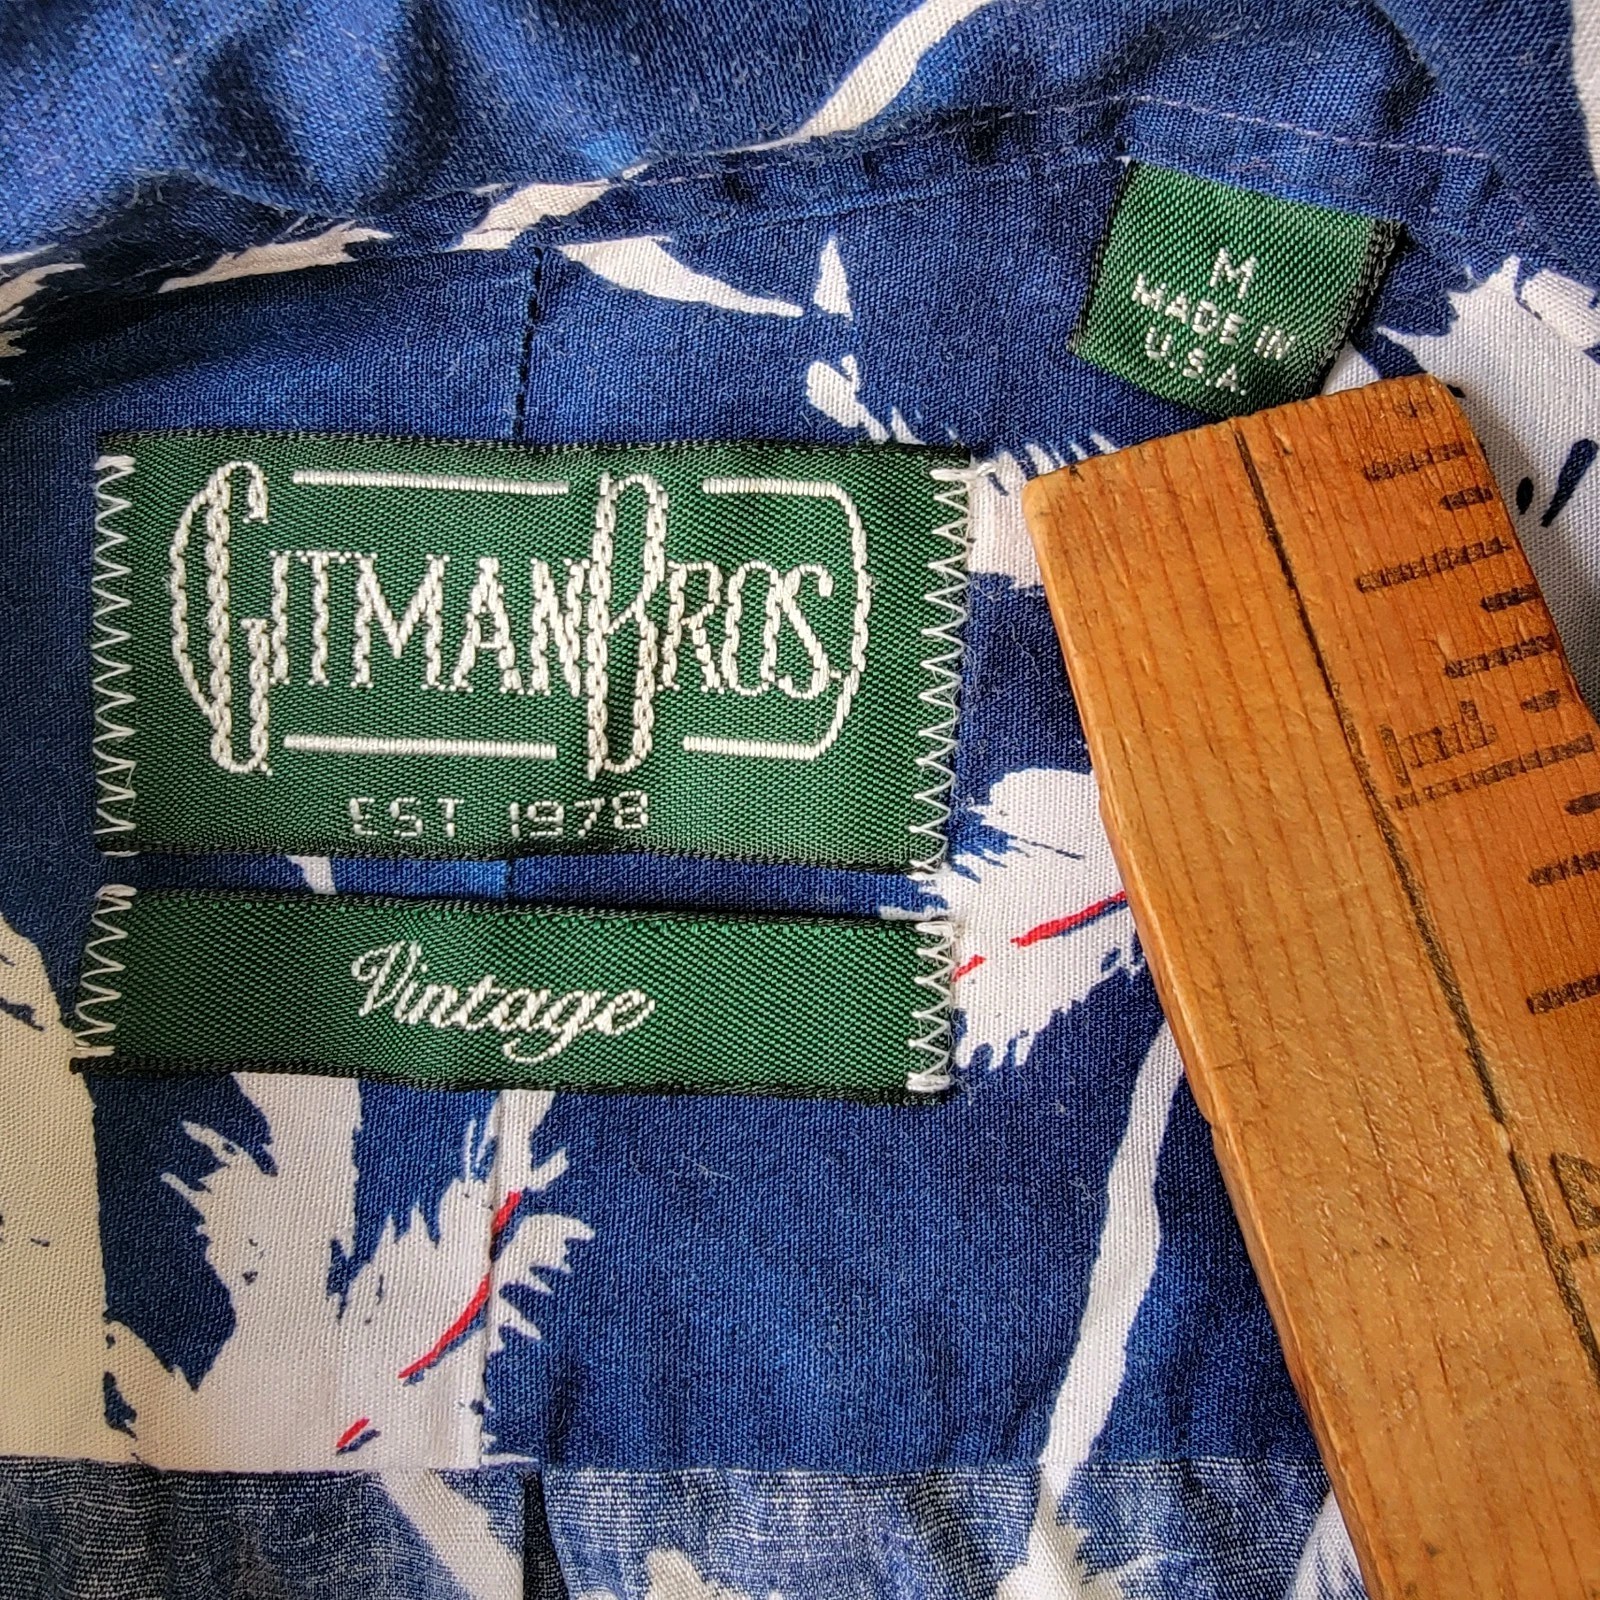 M
MADE IN
U.S.A.
GITMAN BROS.
EST 1978
Vintage